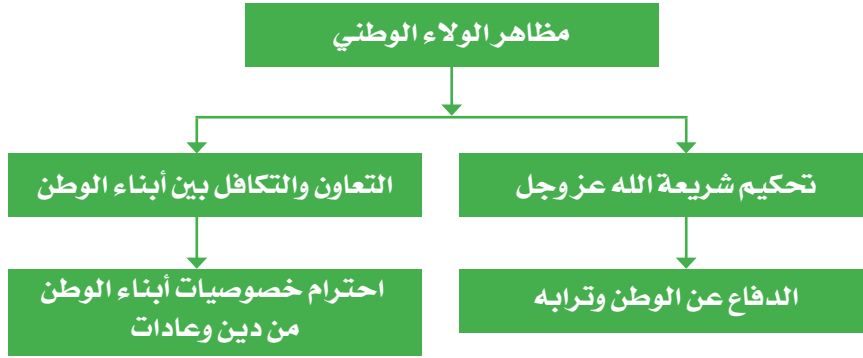 مظاهر الولاء الوطني
تحكيم شريعة الله عز وجل
التعاون والتكافل بين أبناء الوطن
الدفاع عن الوطن وترابه
احترام خصوصيات أبناء الوطن
من دين وعادات